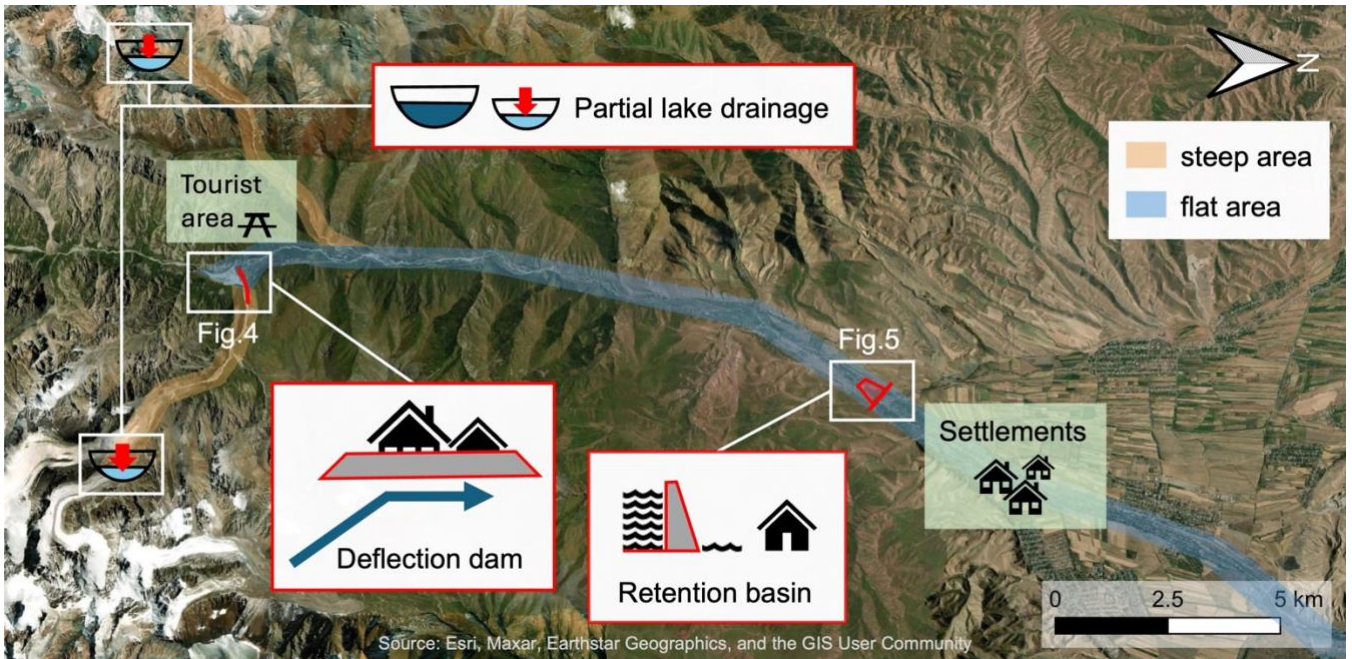 Partial lake drainage
N
steep area
flat area
Tourist
area
Fig.4
Fig.5
Settlements
Deflection dam
Retention basin
0
2.5
5 km
Source: Esri, Maxar, Earthstar Geographics, and the GIS User Community